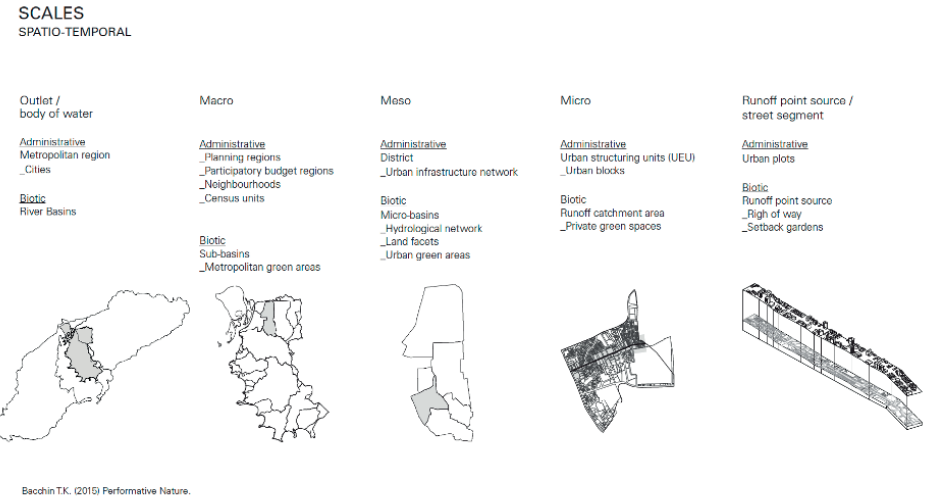 SCALES
SPATIO-TEMPORAL
Outlet /
body of water
Administrative
Metropolitan region
_Cities
Biotic
River Basins
Macro
Administrative
_Planning regions
_Participatory budget regions
_Neighbourhoods
_Census units
Biotic
Sub-basins
_Metropolitan green areas
Meso
Administrative
District
_Urban infrastructure network
Biotic
Micro-basins
_Hydrological network
_Land facets
_Urban green areas
Micro
Administrative
Urban structuring units (UEU)
_Urban blocks
Biotic
Runoff catchment area
_Private green spaces
Runoff point source /
street segment
Administrative
Urban plots
Biotic
Runoff point source
_Righ of way
_Setback gardens
Bacchin T.K. (2015) Performative Nature.